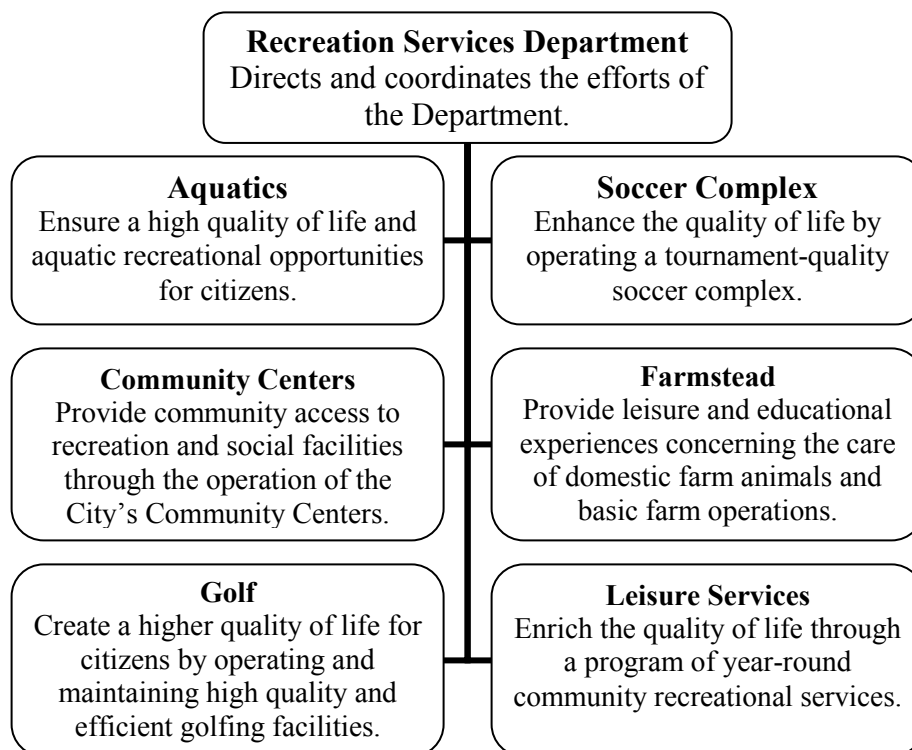 Recreation Services Department
Directs and coordinates the efforts of
the Department.
Aquatics
Ensure a high quality of life and
aquatic recreational opportunities
for citizens.
Soccer Complex
Enhance the quality of life by
operating a tournament-quality
soccer complex.
Community Centers
Provide community access to
recreation and social facilities
through the operation of the
City’s Community Centers.
Farmstead
Provide leisure and educational
experiences concerning the care
of domestic farm animals and
basic farm operations.
Golf
Create a higher quality of life for
citizens by operating and
maintaining high quality and
efficient golfing facilities.
Leisure Services
Enrich the quality of life through
a program of year-round
community recreational services.